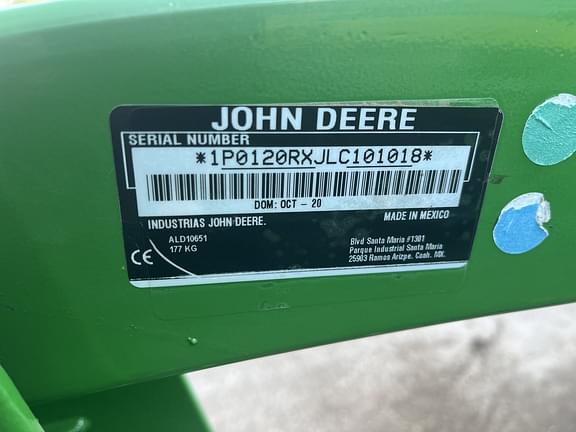 JOHN DEERE
SERIAL NUMBER
*1P0120RXJLC101018*
DOM: OCT - 20
INDUSTRIAS JOHN DEERE.
MADE IN MEXICO
ALD10651
177 KG
Blvd Santa Maria #1301
Parque Industrial Santa Maria
25903 Ramos Arizpe. Coah. MX.
CE